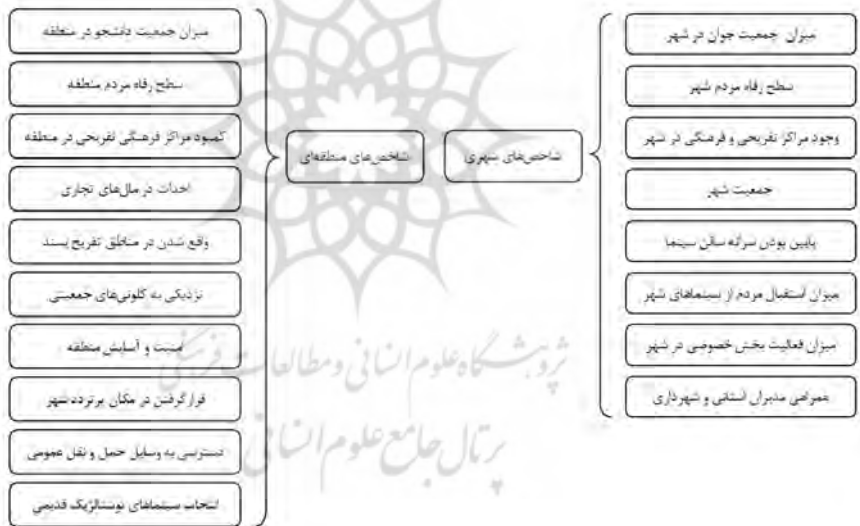 شاخص‌های شهری
میزان جمعیت جوان در شهر
سطح رفاه مردم شهر
وجود مراکز تفریحی و فرهنگی در شهر
جمعیت شهر
پایین بودن سرانه سالن سینما
میزان استقبال مردم از سینماهای شهر
میزان فعالیت بخش خصوصی در شهر
همراهی مدیران استانی و شهرداری
شاخص‌های منطقه‌ای
میزان جمعیت دانشجو در منطقه
سطح رفاه مردم منطقه
کمبود مراکز فرهنگی تفریحی در منطقه
احداث در مال‌های تجاری
واقع شدن در مناطق تفریح پسند
نزدیکی به کلونی‌های جمعیتی
امنیت و آسایش منطقه
قرار گرفتن در مکان پرتردد شهر
دسترسی به وسایل حمل و نقل عمومی
انتخاب سینماهای نوستالژیک قدیمی
پژوهشگاه علوم انسانی و مطالعات فرهنگی
پرتال جامع علوم انسانی